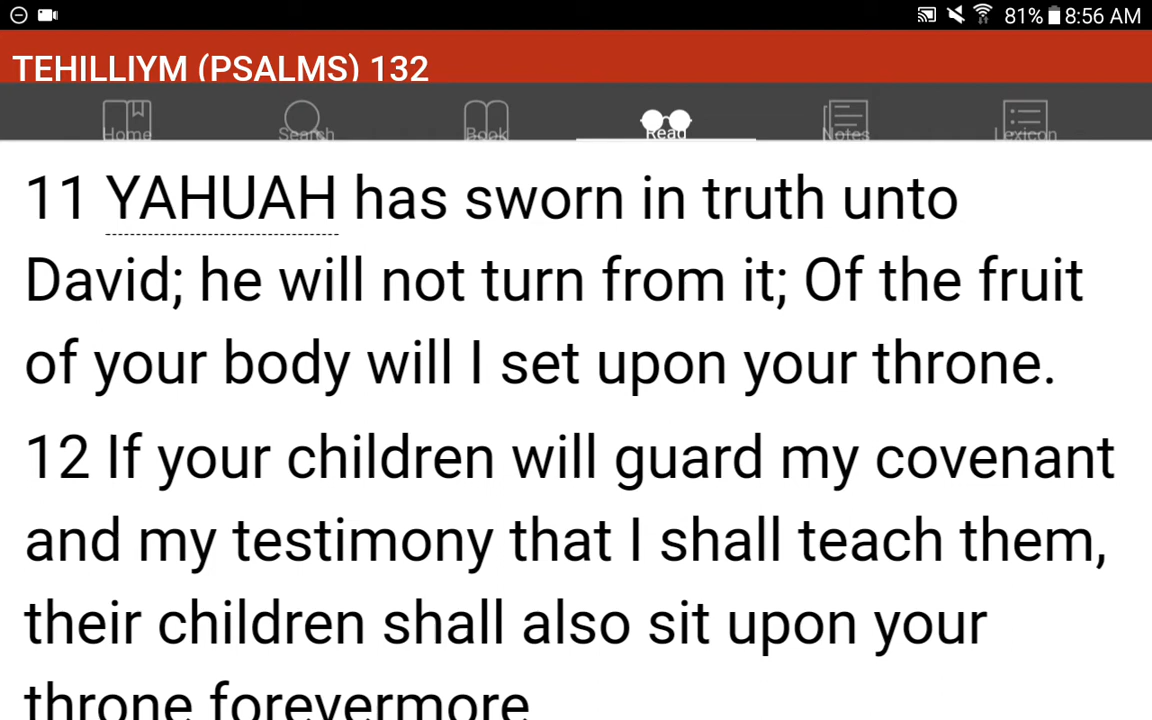 81% 8:56 AM
TEHILLIYM (PSALMS) 132
Home Search Book Read Notes Lexicon
11 YAHUAH has sworn in truth unto
David; he will not turn from it; Of the fruit
of your body will I set upon your throne.
12 If your children will guard my covenant
and my testimony that I shall teach them,
their children shall also sit upon your
throne forevermore